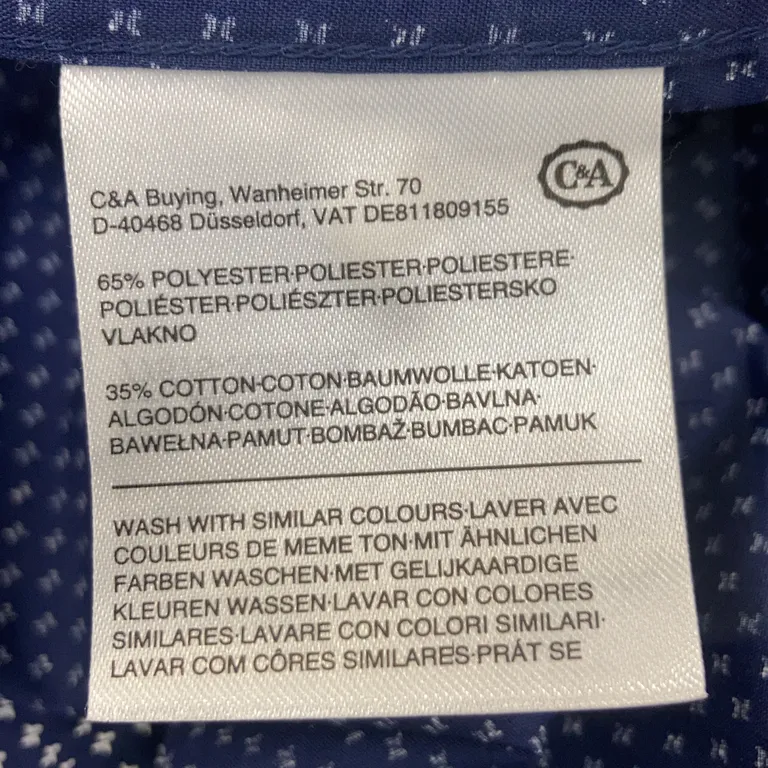 C&A
C&A Buying, Wanheimer Str. 70
D-40468 Düsseldorf, VAT DE811809155
65% POLYESTER·POLIESTER·POLIESTERE·
POLIÉSTER·POLIÉSZTER·POLIESTERSKO
VLAKNO
35% COTTON·COTON·BAUMWOLLE·KATOEN·
ALGODÓN·COTONE·ALGODÃO·BAVLNA·
BAWEŁNA·PAMUT·BOMBAŽ·BUMBAC·PAMUK
WASH WITH SIMILAR COLOURS·LAVER AVEC
COULEURS DE MEME TON·MIT ÄHNLICHEN
FARBEN WASCHEN·MET GELIJKAARDIGE
KLEUREN WASSEN·LAVAR CON COLORES
SIMILARES·LAVARE CON COLORI SIMILARI·
LAVAR COM CÔRES SIMILARES·PRÁT SE